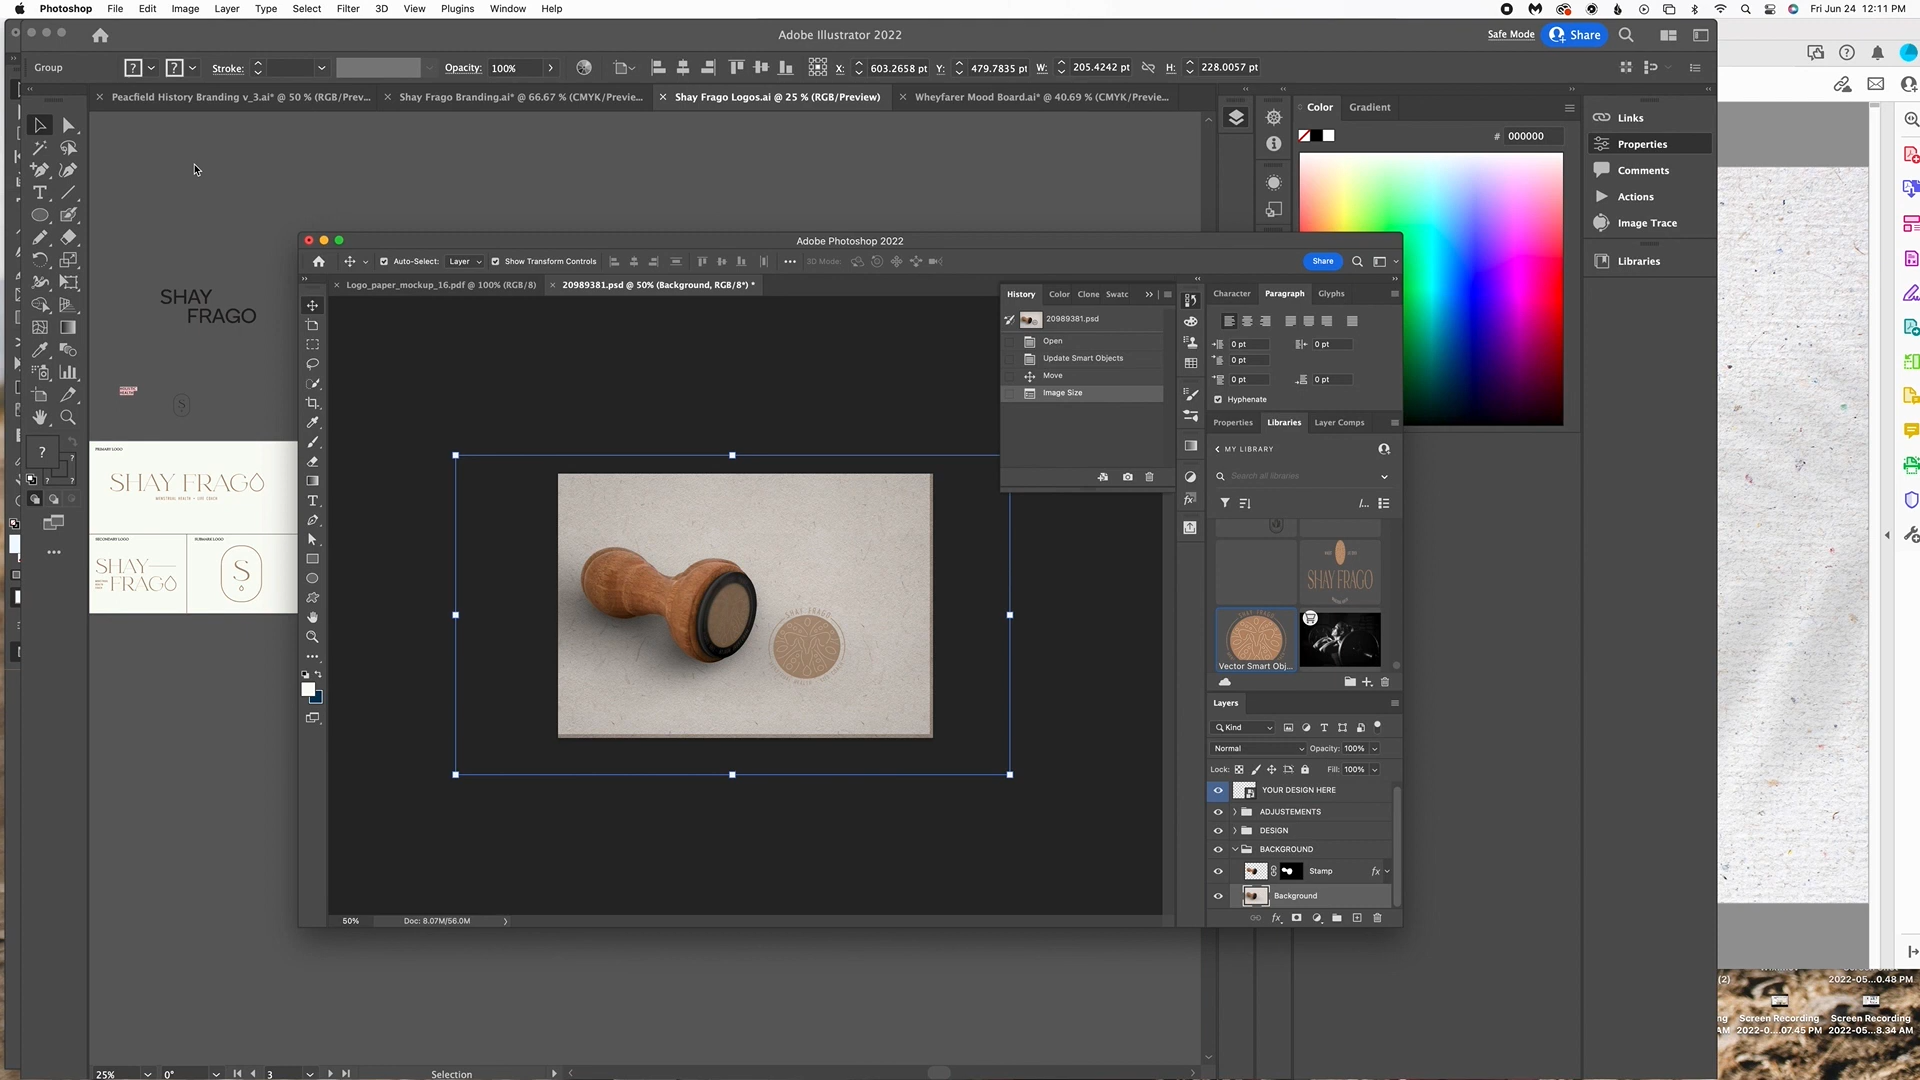 Photoshop File Edit Image Layer Type Select Filter 3D View Plugins Window Help
Fri Jun 24 12:11 PM
Adobe Illustrator 2022
Safe Mode
Share
Group
Stroke:
Opacity: 100%
X: 603.2658 pt Y: 479.7835 pt W: 205.4242 pt H: 228.0057 pt
Peacfield History Branding v_3.ai* @ 50 % (RGB/Prev...
Shay Frago Branding.ai* @ 66.67 % (CMYK/Previe...
Shay Frago Logos.ai @ 25 % (RGB/Preview)
Wheyfarer Mood Board.ai* @ 40.69 % (CMYK/Previe...
Color Gradient
# 000000
Links
Properties
Comments
Actions
Image Trace
Libraries
SHAY
FRAGO
PRIMARY LOGO
SHAY FRAGO
MENSTRUAL HEALTH + LIFE COACH
SECONDARY LOGO
SUBMARK LOGO
SHAY
FRAGO
S
Adobe Photoshop 2022
Auto-Select: Layer Show Transform Controls
3D Mode:
Share
Logo_paper_mockup_16.pdf @ 100% (RGB/8)
20989381.psd @ 50% (Background, RGB/8*) *
History Color Clone Swatc
20989381.psd
Open
Update Smart Objects
Move
Image Size
Character Paragraph Glyphs
0 pt 0 pt
0 pt
0 pt 0 pt
Hyphenate
Properties Libraries Layer Comps
MY LIBRARY
Search all libraries
SHAY FRAGO
Vector Smart Obj...
SHAY FRAGO
HEALTH
Layers
Kind
Normal Opacity: 100%
Lock: Fill: 100%
YOUR DESIGN HERE
ADJUSTEMENTS
DESIGN
BACKGROUND
Stamp fx
Background
50% Doc: 8.07M/56.0M
25% 0° 3 Selection
(2)
2022-05...0.48 PM
Screen Recording
2022-0....07.45 PM
Screen Recording
2022-05...8.34 AM